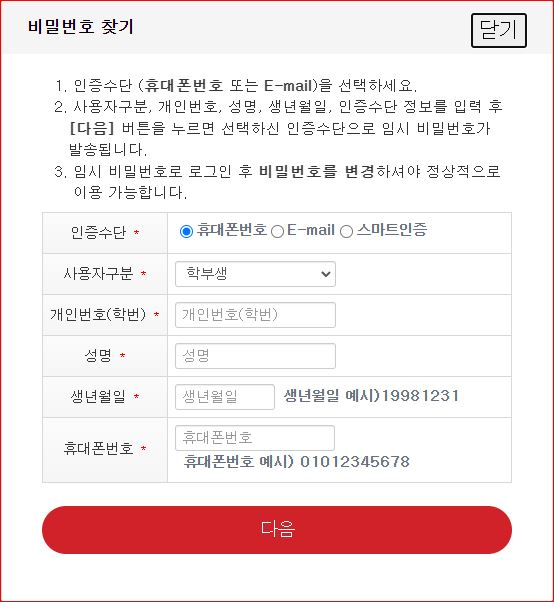 비밀번호 찾기
닫기
1. 인증수단 (휴대폰번호 또는 E-mail)을 선택하세요.
2. 사용자구분, 개인번호, 성명, 생년월일, 인증수단 정보를 입력 후
[다음] 버튼을 누르면 선택하신 인증수단으로 임시 비밀번호가
발송됩니다.
3. 임시 비밀번호로 로그인 후 비밀번호를 변경하셔야 정상적으로
이용 가능합니다.
인증수단 * 휴대폰번호 E-mail 스마트인증
사용자구분 * 학부생
개인번호(학번) * 개인번호(학번)
성명 * 성명
생년월일 * 생년월일 생년월일 예시)19981231
휴대폰번호 * 휴대폰번호
휴대폰번호 예시) 01012345678
다음